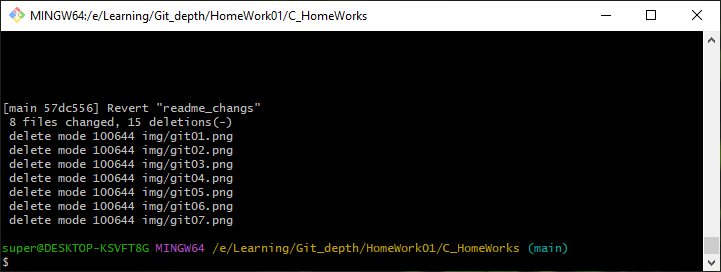 MINGW64:/e/Learning/Git_depth/HomeWork01/C_HomeWorks
[main 57dc556] Revert "readme_changs"
 8 files changed, 15 deletions(-)
 delete mode 100644 img/git01.png
 delete mode 100644 img/git02.png
 delete mode 100644 img/git03.png
 delete mode 100644 img/git04.png
 delete mode 100644 img/git05.png
 delete mode 100644 img/git06.png
 delete mode 100644 img/git07.png
super@DESKTOP-KSVFT8G MINGW64 /e/Learning/Git_depth/HomeWork01/C_HomeWorks (main)
$